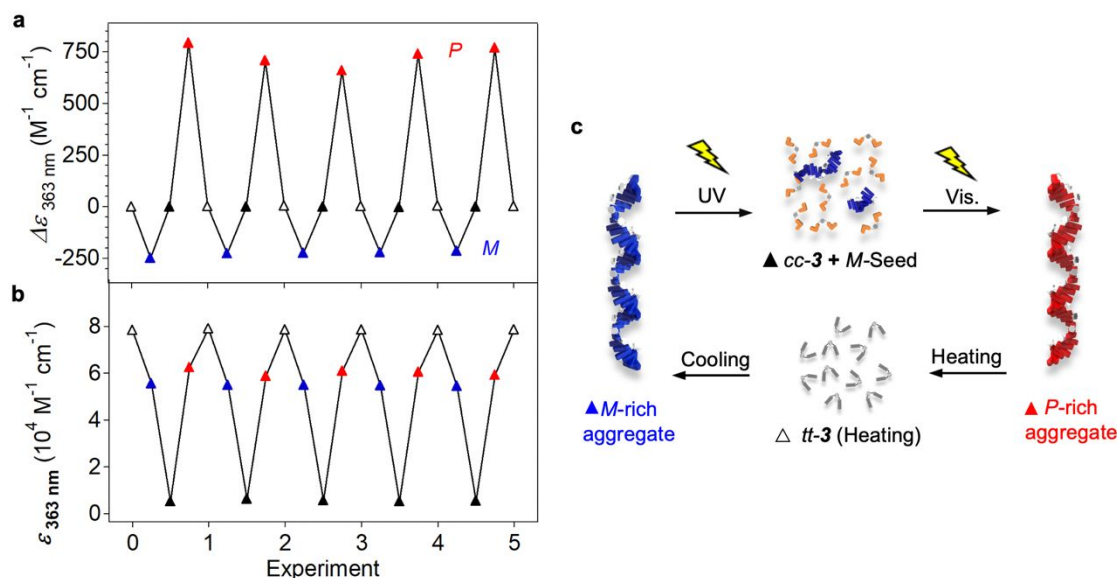 a
750
500
250
0
-250
Δε 363 nm (M⁻¹ cm⁻¹)
P
M
b
8
6
4
2
0
ε 363 nm (10⁴ M⁻¹ cm⁻¹)
0 1 2 3 4 5
Experiment
c
UV
Vis.
▲ cc-3 + M-Seed
Cooling
Heating
▲ M-rich
aggregate
△ tt-3 (Heating)
▲ P-rich
aggregate